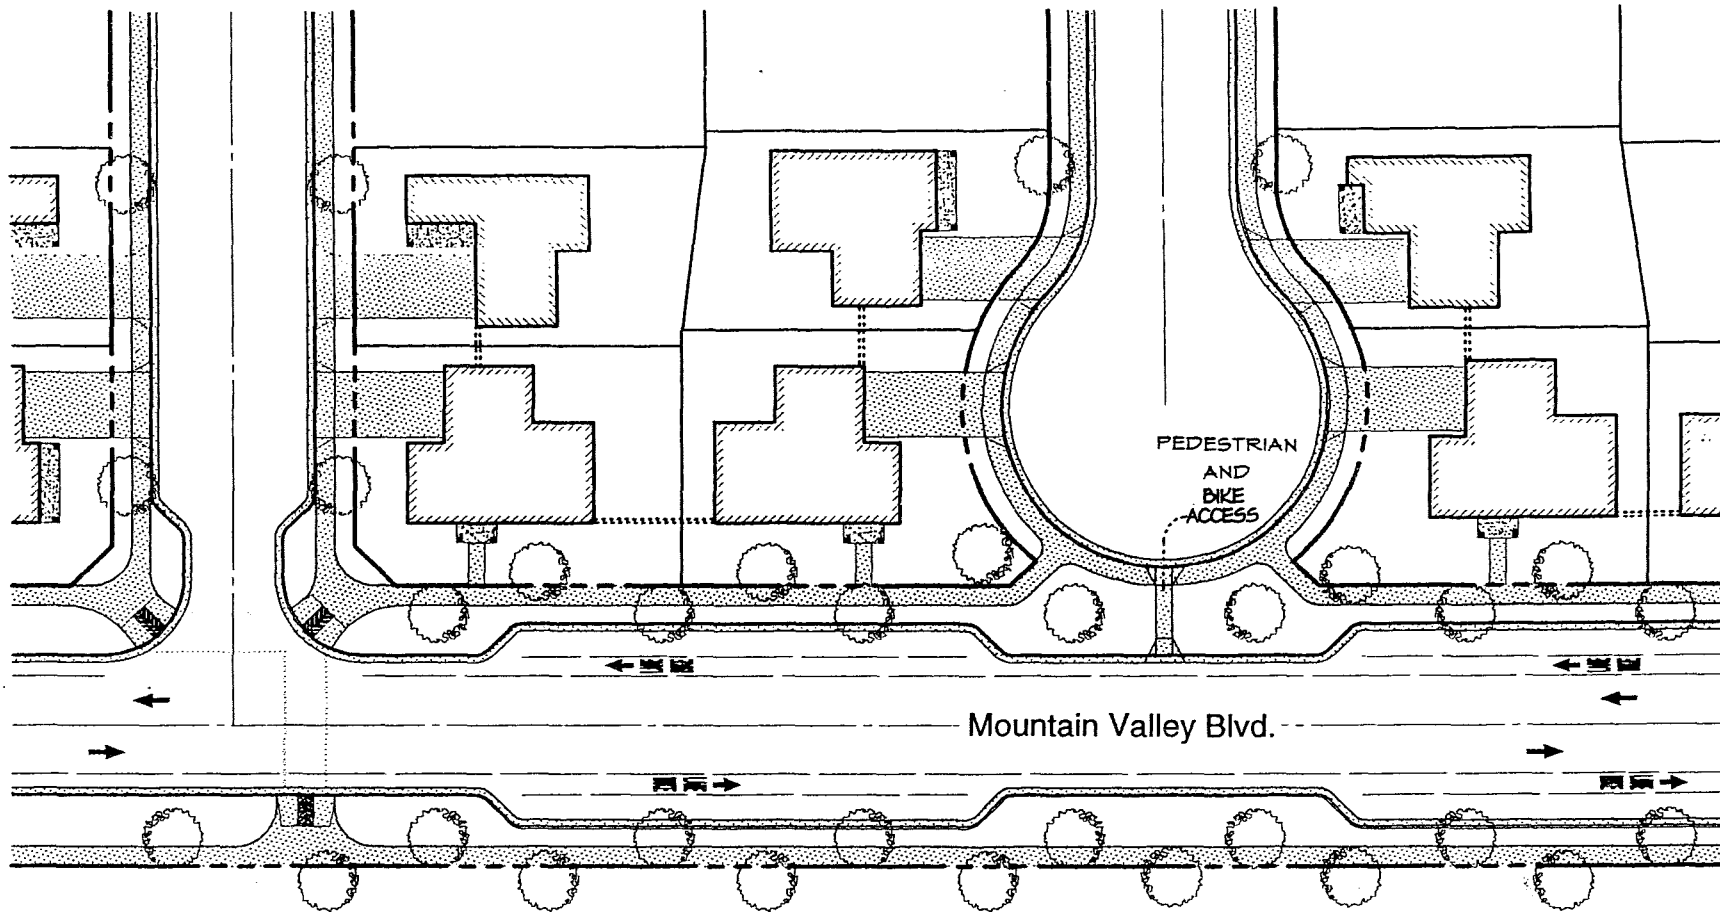 PEDESTRIAN
AND
BIKE
ACCESS
Mountain Valley Blvd.